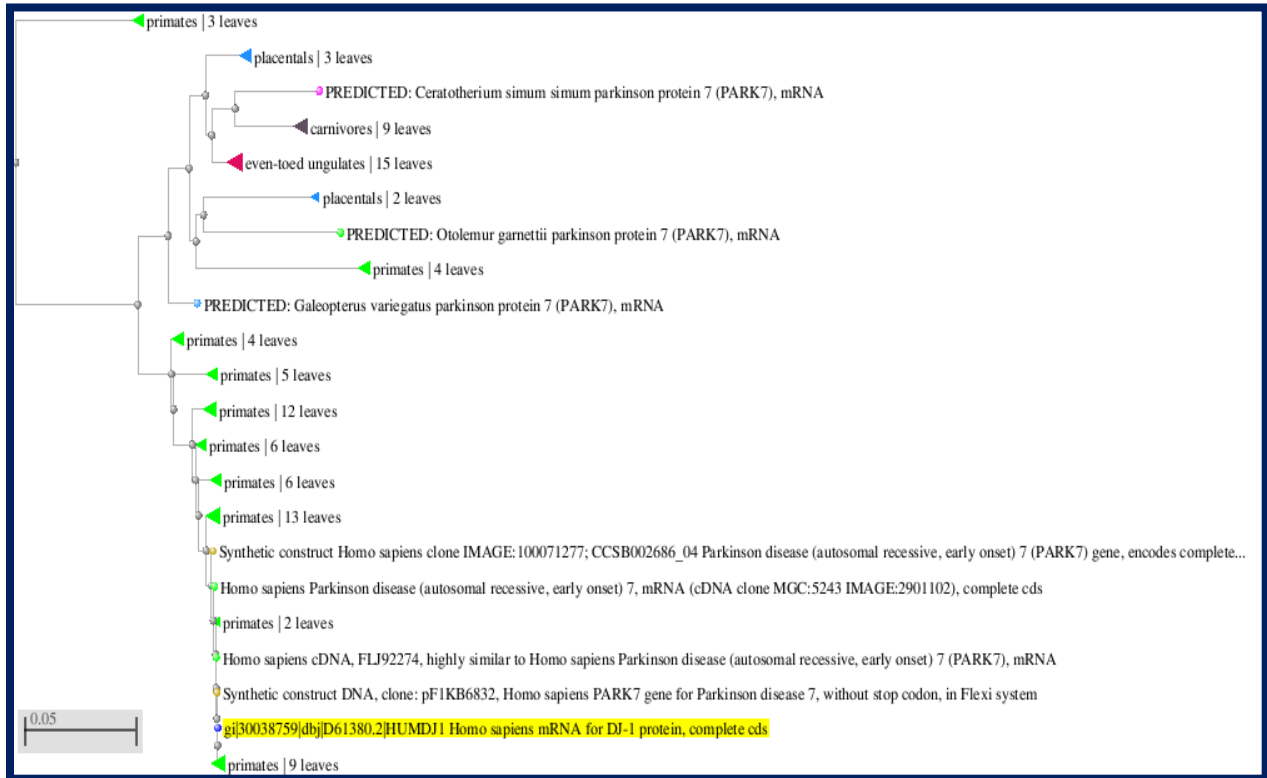 primates | 3 leaves
placentals | 3 leaves
PREDICTED: Ceratotherium simum simum parkinson protein 7 (PARK7), mRNA
carnivores | 9 leaves
even-toed ungulates | 15 leaves
placentals | 2 leaves
PREDICTED: Otolemur garnettii parkinson protein 7 (PARK7), mRNA
primates | 4 leaves
PREDICTED: Galeopterus variegatus parkinson protein 7 (PARK7), mRNA
primates | 4 leaves
primates | 5 leaves
primates | 12 leaves
primates | 6 leaves
primates | 6 leaves
primates | 13 leaves
Synthetic construct Homo sapiens clone IMAGE:100071277; CCSB002686_04 Parkinson disease (autosomal recessive, early onset) 7 (PARK7) gene, encodes complete...
Homo sapiens Parkinson disease (autosomal recessive, early onset) 7, mRNA (cDNA clone MGC:5243 IMAGE:2901102), complete cds
primates | 2 leaves
Homo sapiens cDNA, FLJ92274, highly similar to Homo sapiens Parkinson disease (autosomal recessive, early onset) 7 (PARK7), mRNA
Synthetic construct DNA, clone: pF1KB6832, Homo sapiens PARK7 gene for Parkinson disease 7, without stop codon, in Flexi system
0.05
gi|30038759|dbj|D61380.2|HUMDJ1 Homo sapiens mRNA for DJ-1 protein, complete cds
primates | 9 leaves